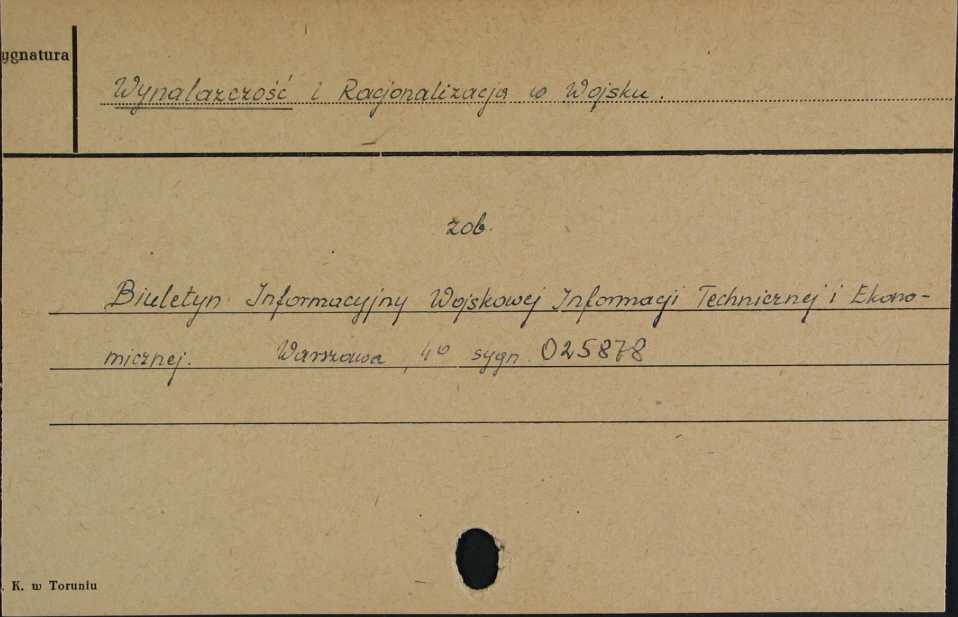 ygnatura
Wynalazczość i Racjonalizacja w Wojsku.
zob.
Biuletyn Informacyjny Wojskowej Informacji Technicznej i Ekono-
micznej. Warszawa, 4° sygn. 025878
. K. w Toruniu